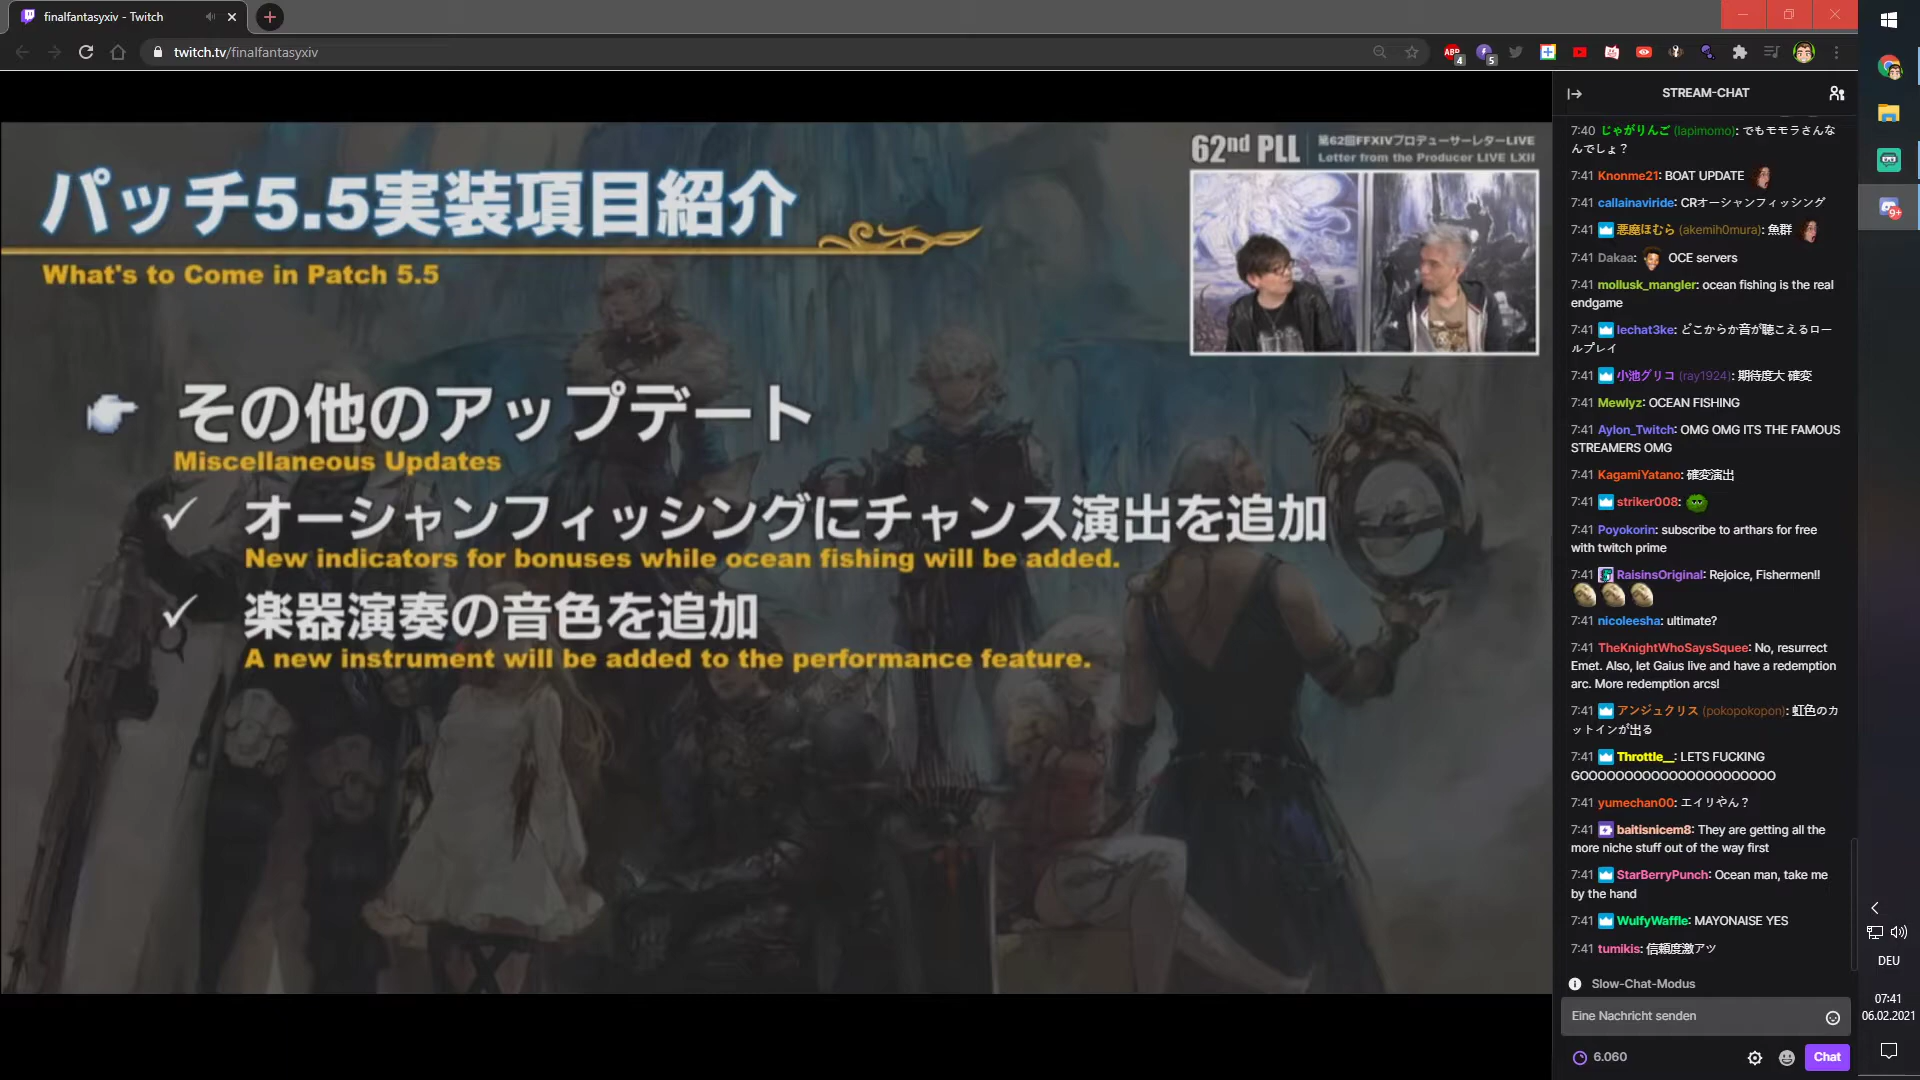 finalfantasyxiv - Twitch
twitch.tv/finalfantasyxiv
ABP
4
5
62nd PLL
第62回FFXIVプロデューサーレターLIVE
Letter from the Producer LIVE LXII
パッチ5.5実装項目紹介
What's to Come in Patch 5.5
その他のアップデート
Miscellaneous Updates
✓ オーシャンフィッシングにチャンス演出を追加
New indicators for bonuses while ocean fishing will be added.
✓ 楽器演奏の音色を追加
A new instrument will be added to the performance feature.
STREAM-CHAT
7:40 じゃがりんご (lapimomo): でもモモラさんな
んでしょ？
7:41 Knonme21: BOAT UPDATE
7:41 callainaviride: CRオーシャンフィッシング
7:41 悪魔ほむら (akemih0mura): 魚群
7:41 Dakaa: OCE servers
7:41 mollusk_mangler: ocean fishing is the real
endgame
7:41 lechat3ke: どこからか音が聴こえるロー
ルプレイ
7:41 小池グリコ (ray1924): 期待度大 確変
7:41 Mewlyz: OCEAN FISHING
7:41 Aylon_Twitch: OMG OMG ITS THE FAMOUS
STREAMERS OMG
7:41 KagamiYatano: 確変演出
7:41 striker008:
7:41 Poyokorin: subscribe to arthars for free
with twitch prime
7:41 RaisinsOriginal: Rejoice, Fishermen!!
7:41 nicoleesha: ultimate?
7:41 TheKnightWhoSaysSquee: No, resurrect
Emet. Also, let Gaius live and have a redemption
arc. More redemption arcs!
7:41 アンジュクリス (pokopokopon): 虹色のカ
ットインが出る
7:41 Throttle__: LETS FUCKING
GOOOOOOOOOOOOOOOOOOOOOO
7:41 yumechan00: エイリやん？
7:41 baitisnicem8: They are getting all the
more niche stuff out of the way first
7:41 StarBerryPunch: Ocean man, take me
by the hand
7:41 WulfyWaffle: MAYONAISE YES
7:41 tumikis: 信頼度激アツ
Slow-Chat-Modus
Eine Nachricht senden
6.060
Chat
9+
DEU
07:41
06.02.2021